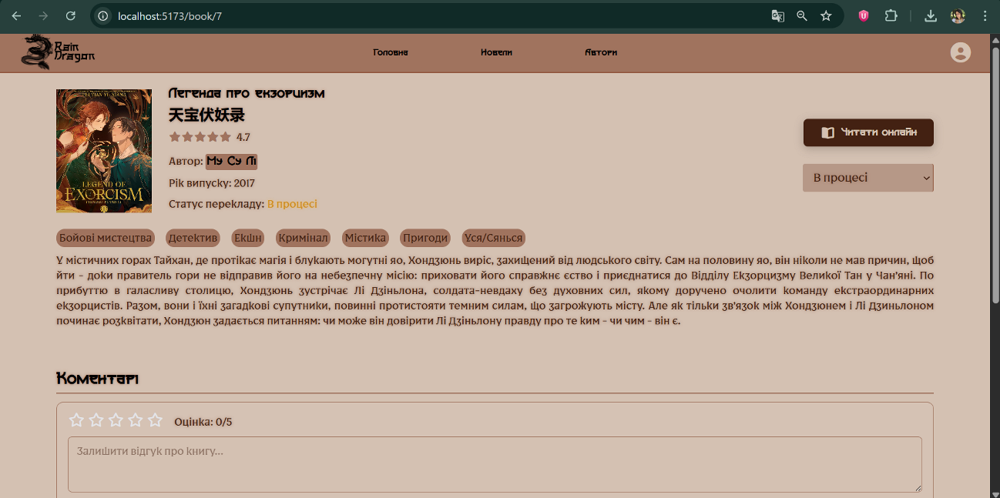 localhost:5173/book/7
Rain
Dragon
Головна
Новели
Автори
LEGEND OF
EXORCISM
Легенда про екзорцизм
天宝伏妖录
4.7
Автор: Му Су Лі
Рік випуску: 2017
Статус перекладу: В процесі
Читати онлайн
В процесі
Бойові мистецтва
Детектив
Екшн
Кримінал
Містика
Пригоди
Уся/Сянься
У містичних горах Тайхан, де протікає магія і блукають могутні яо, Хондзюнь виріс, захищений від людського світу. Сам на половину яо, він ніколи не мав причин, щоб
йти - доки правитель гори не відправив його на небезпечну місію: приховати його справжнє єство і приєднатися до Відділу Екзорцизму Великої Тан у Чан'яні. По
прибуттю в галасливу столицю, Хондзюнь зустрічає Лі Дзіньлона, солдата-невдаху без духовних сил, якому доручено очолити команду екстраординарних
екзорцистів. Разом, вони і їхні загадкові супутники, повинні протистояти темним силам, що загрожують місту. Але як тільки зв'язок між Хондзюнем і Лі Дзиньлоном
починає розквітати, Хондзюн задається питанням: чи може він довірити Лі Дзіньлону правду про те ким - чи чим - він є.
Коментарі
Оцінка: 0/5
Залишити відгук про книгу...